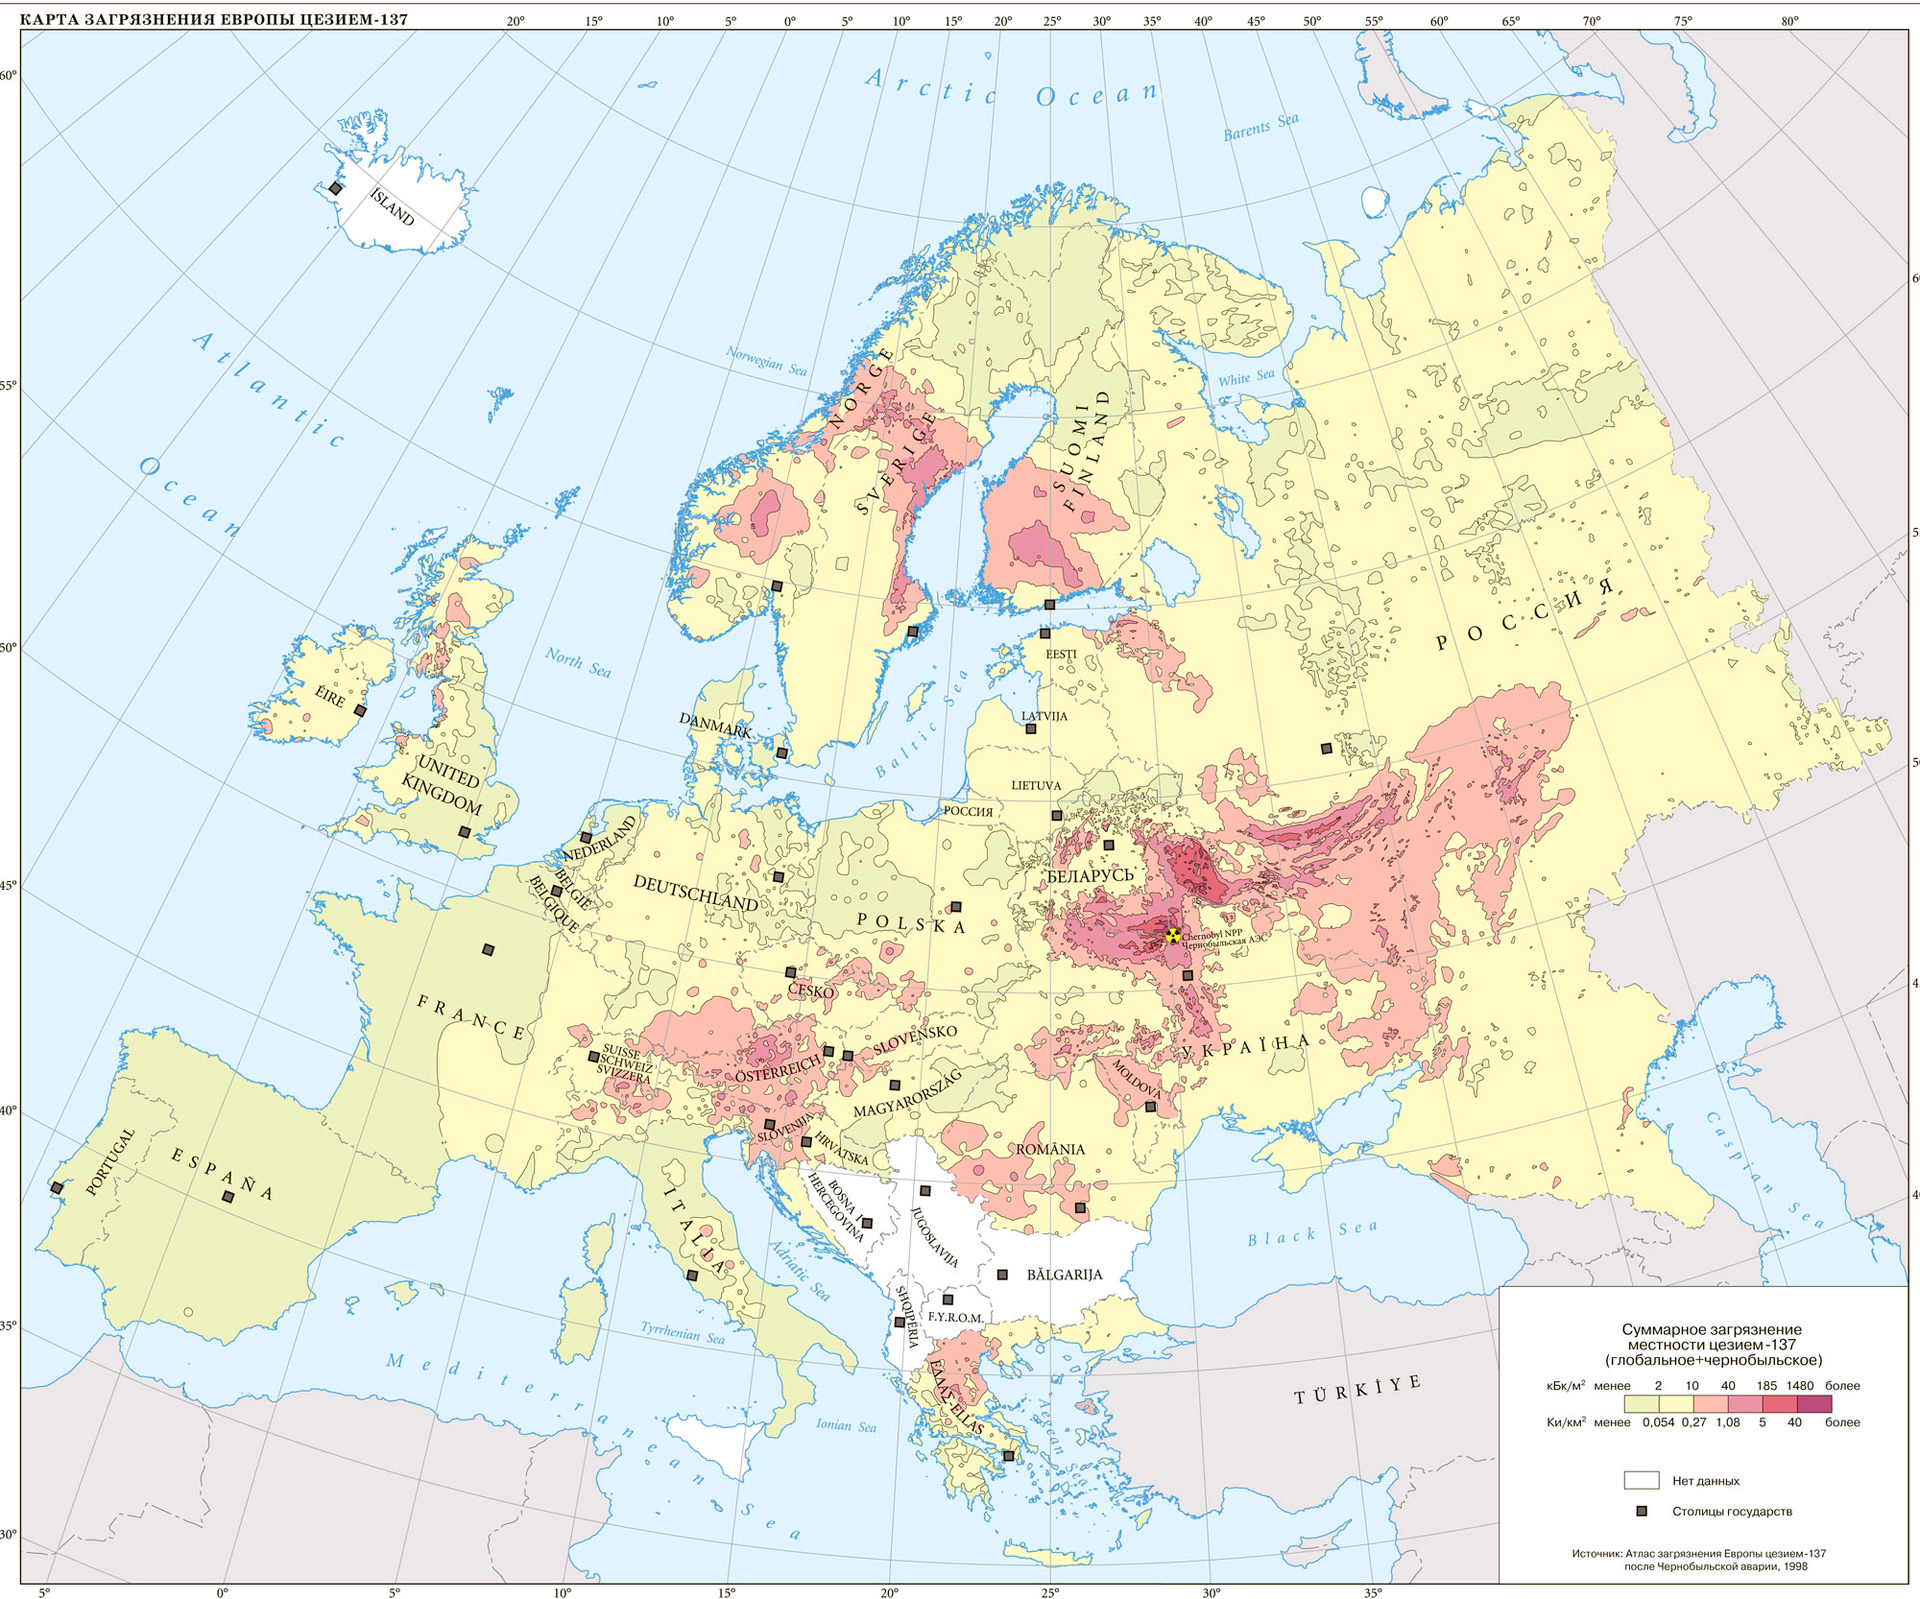 КАРТА ЗАГРЯЗНЕНИЯ ЕВРОПЫ ЦЕЗИЕМ-137
20° 15° 10° 5° 0° 5° 10° 15° 20° 25° 30° 35° 40° 45° 50° 55° 60° 65° 70° 75° 80°
60°
55°
50°
45°
40°
35°
30°
Arctic Ocean
Barents Sea
ÍSLAND
Atlantic
Ocean
Norwegian Sea
White Sea
NORGE
SVERIGE
SUOMI
FINLAND
РОССИЯ
North Sea
Baltic Sea
EESTI
LATVIJA
LIETUVA
РОССИЯ
DANMARK
ÉIRE
UNITED
KINGDOM
NEDERLAND
BELGIË
BELGIQUE
DEUTSCHLAND
POLSKA
БЕЛАРУСЬ
Chernobyl NPP
Чернобыльская АЭС
ČESKO
FRANCE
SLOVENSKO
УКРАЇНА
SUISSE
SCHWEIZ
SVIZZERA
ÖSTERREICH
MAGYARORSZÁG
MOLDOVA
SLOVENIJA
HRVATSKA
ROMÂNIA
PORTUGAL
ESPAÑA
ITALIA
BOSNA I
HERCEGOVINA
JUGOSLAVIJA
Adriatic Sea
BĂLGARIJA
Black Sea
Caspian Sea
SHQIPËRIA
F.Y.R.O.M.
Tyrrhenian Sea
Mediterranean Sea
Ionian Sea
ΕΛΛΑΣ-ELLAS
Aegean Sea
TÜRKİYE
Суммарное загрязнение
местности цезием-137
(глобальное+чернобыльское)
кБк/м² менее 2 10 40 185 1480 более
Ки/км² менее 0,054 0,27 1,08 5 40 более
Нет данных
Столицы государств
Источник: Атлас загрязнения Европы цезием-137
после Чернобыльской аварии, 1998
5° 0° 5° 10° 15° 20° 25° 30° 35°